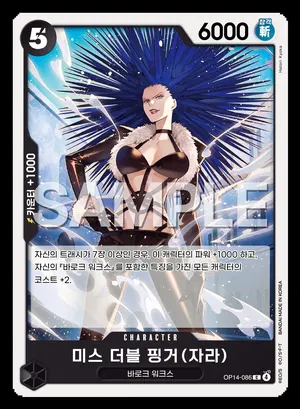 5
6000
참격
斬
카운터 +1000
SAMPLE
자신의 트래시가 7장 이상인 경우, 이 캐릭터의 파워 +1000 하고,
자신의 『바로크 워크스』를 포함한 특징을 가진 모든 캐릭터의
코스트 +2.
CHARACTER
미스 더블 핑거(자라)
바로크 워크스
OP14-086 C
BANDAI MADE IN KOREA